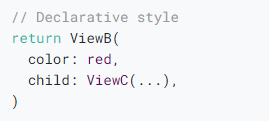 // Declarative style
return ViewB(
  color: red,
  child: ViewC(...),
)